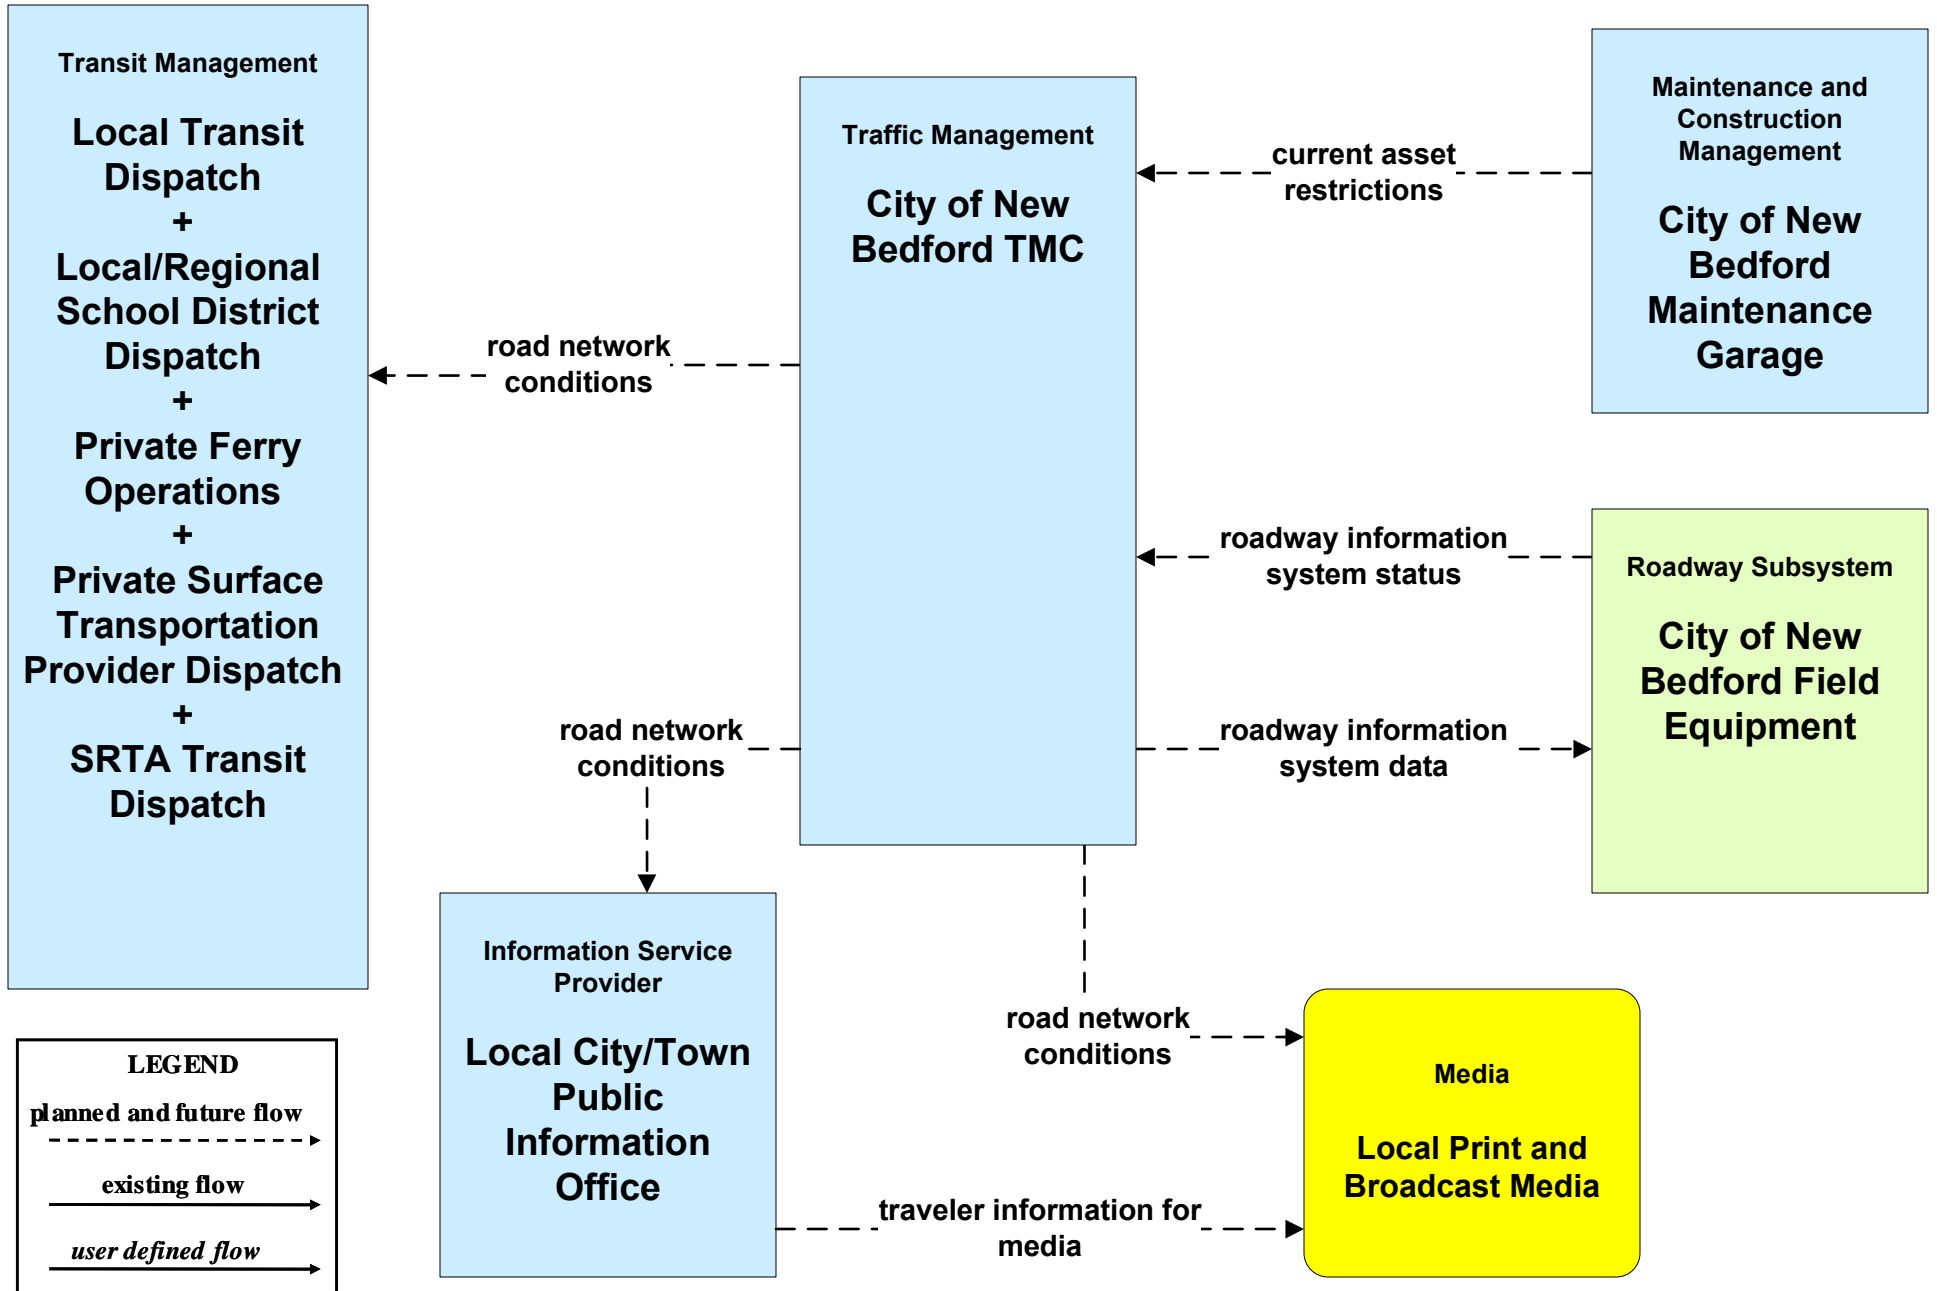 Transit Management
Local Transit
Dispatch
+
Local/Regional
School District
Dispatch
+
Private Ferry
Operations
+
Private Surface
Transportation
Provider Dispatch
+
SRTA Transit
Dispatch
road network
conditions
Traffic Management
City of New
Bedford TMC
current asset
restrictions
Maintenance and
Construction
Management
City of New
Bedford
Maintenance
Garage
roadway information
system status
roadway information
system data
Roadway Subsystem
City of New
Bedford Field
Equipment
road network
conditions
Information Service
Provider
Local City/Town
Public
Information
Office
road network
conditions
traveler information for
media
Media
Local Print and
Broadcast Media
LEGEND
planned and future flow
existing flow
user defined flow